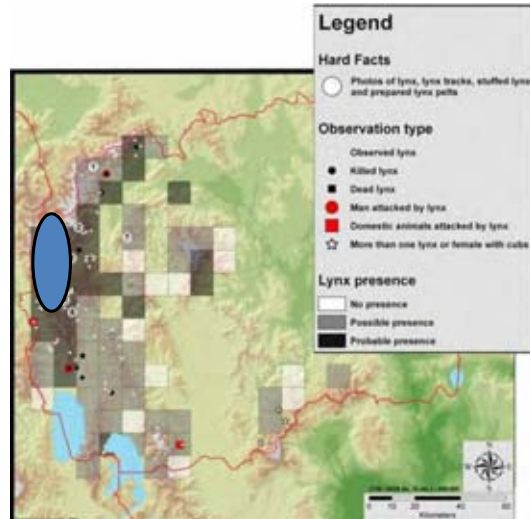 Legend
Hard Facts
Photos of lynx, lynx tracks, stuffed lynx
and prepared lynx pelts
Observation type
Observed lynx
Killed lynx
Dead lynx
Man attacked by lynx
Domestic animals attacked by lynx
More than one lynx or female with cubs
Lynx presence
No presence
Possible presence
Probable presence
Kilometers